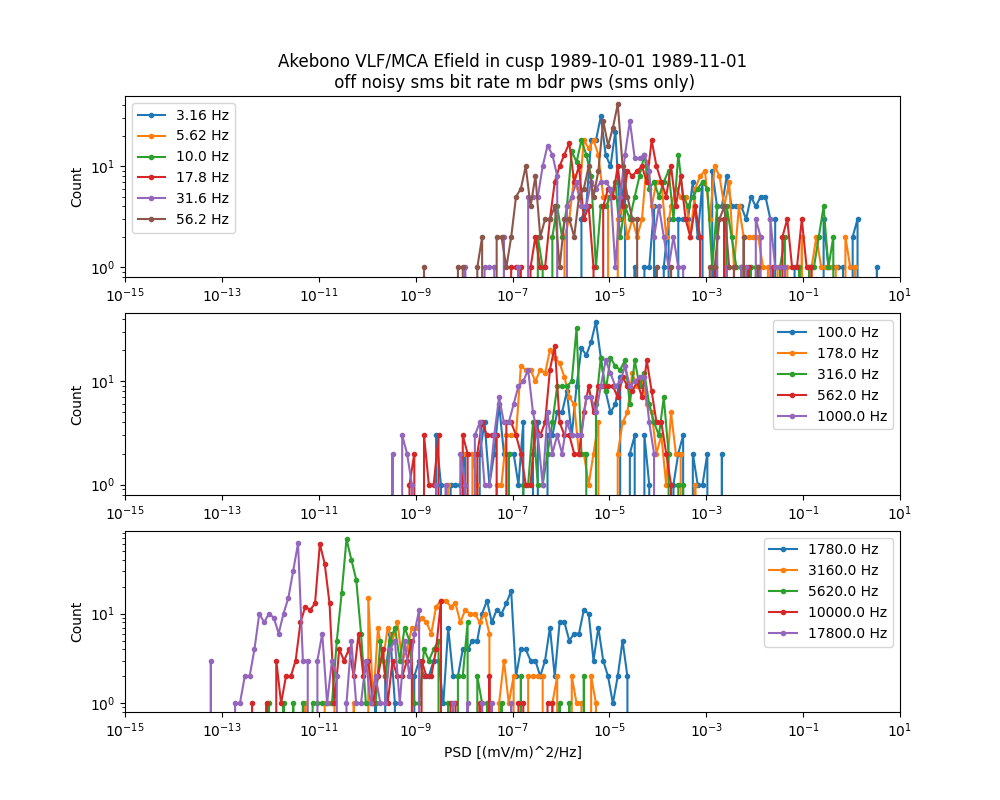 Akebono VLF/MCA Efield in cusp 1989-10-01 1989-11-01
off noisy sms bit rate m bdr pws (sms only)
Count
10^1
10^0
3.16 Hz
5.62 Hz
10.0 Hz
17.8 Hz
31.6 Hz
56.2 Hz
10^-15 10^-13 10^-11 10^-9 10^-7 10^-5 10^-3 10^-1 10^1
Count
10^1
10^0
100.0 Hz
178.0 Hz
316.0 Hz
562.0 Hz
1000.0 Hz
10^-15 10^-13 10^-11 10^-9 10^-7 10^-5 10^-3 10^-1 10^1
Count
10^1
10^0
1780.0 Hz
3160.0 Hz
5620.0 Hz
10000.0 Hz
17800.0 Hz
10^-15 10^-13 10^-11 10^-9 10^-7 10^-5 10^-3 10^-1 10^1
PSD [(mV/m)^2/Hz]